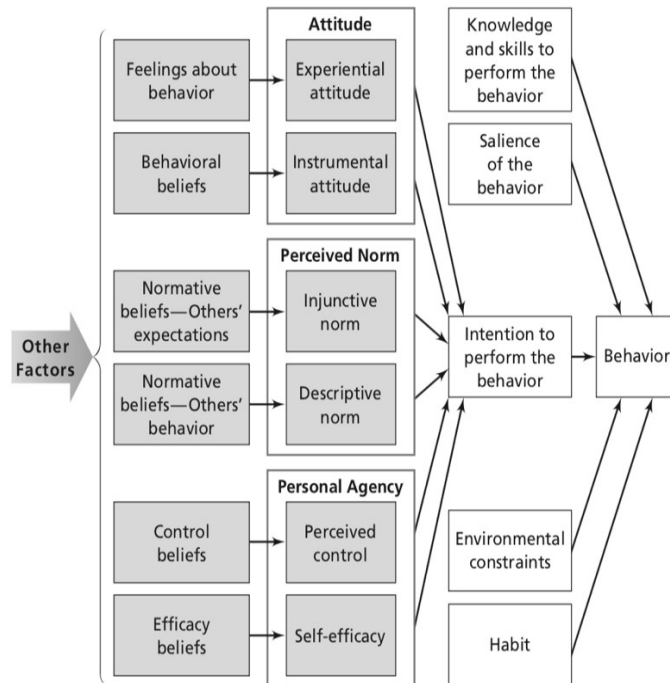 Other
Factors
Feelings about
behavior
Behavioral
beliefs
Normative
beliefs—Others’
expectations
Normative
beliefs—Others’
behavior
Control
beliefs
Efficacy
beliefs
Attitude
Experiential
attitude
Instrumental
attitude
Perceived Norm
Injunctive
norm
Descriptive
norm
Personal Agency
Perceived
control
Self-efficacy
Knowledge
and skills to
perform the
behavior
Salience
of the
behavior
Intention to
perform the
behavior
Environmental
constraints
Habit
Behavior